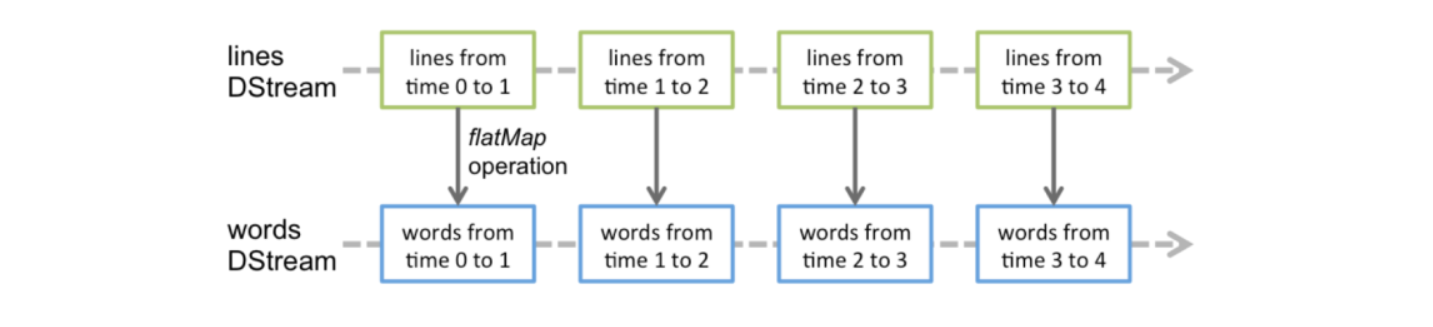 lines
DStream
lines from
time 0 to 1
lines from
time 1 to 2
lines from
time 2 to 3
lines from
time 3 to 4
flatMap
operation
words
DStream
words from
time 0 to 1
words from
time 1 to 2
words from
time 2 to 3
words from
time 3 to 4